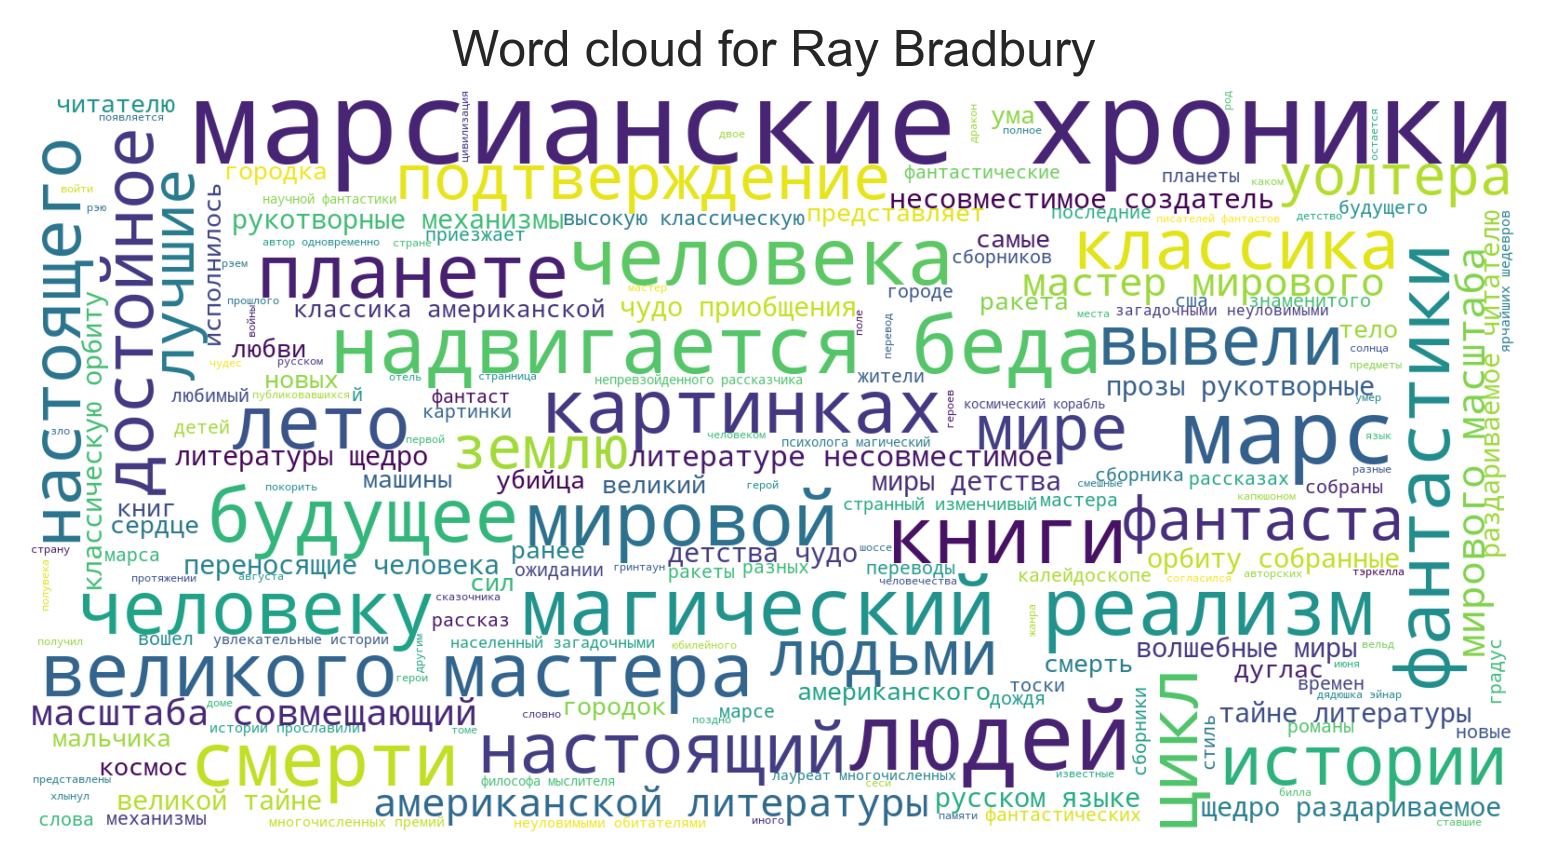 Word cloud for Ray Bradbury
читателю
появляется
марсианские хроники
цивилизация
двое
дракон
ума
полное
род
остается
настоящего
достойное
лучшие
войти
рэю
городка
исполнилось
научной фантастики
подтверждение
фантастические
планеты
каком
уолтера
несовместимое создатель
рукотворные механизмы
высокую классическую
представляет
последние
писателей фантастов
детство
будущего
автор одновременно
стране
приезжает
человека
самые
сборников
классика
рэем
планете
мастер
мастер мирового
прошлого
классика американской
чудо приобщения
городе
ракета
сша
знаменитого
места
загадочными неуловимыми
войны
любви
чудес
русском
надвигается беда
поле
перевод
вывели
тело
солнца
предметы
ярчайших шедевров
раздариваемое читателю
мирового масштаба
фантастики
классическую орбиту
новых
отель
странница
непревзойденного рассказчика
жители
прозы рукотворные
любимый
публиковавшихся
й
фантаст
картинки
картинках
героев
космический корабль
умер
зло
детей
лето
первой
землю
человеком
психолога магический
мире
марс
язык
литературы щедро
литературе несовместимое
разные
покорить
машины
убийца
великий
герой
миры детства
смешные
сборника
рассказах
собраны
книг
сердце
будущее
мировой
странный изменчивый
мастера
капюшоном
книги
фантаста
страну
марса
переносящие человека
ранее
ожидании
гринтаун
детства чудо
шоссе
переводы
орбиту собранные
протяжении
августа
сил
ракеты
разных
человечества
калейдоскопе
согласился
авторских
тэркелла
полувека
человеку
сказочника
рассказ
магический реализм
жанра
получил
вошел
увлекательные истории
другим
населенный загадочными
юбилейного
людьми
волшебные миры
вельд
великого
герои
мастера
смерть
дуглас
июня
градус
времен
американского
тоски
дождя
дядюшка эйнар
масштаба совмещающий
доме
словно
городок
поздно
марсе
сборники
цикл
стиль
тайне литературы
мальчика
истории прославили
томе
романы
новые
космос
смерти
настоящий
людей
истории
представлены
философа мыслителя
лауреат многочисленных
известные
сеси
билла
хлынул
великой тайне
американской литературы
русском языке
щедро раздариваемое
слова
механизмы
многочисленных премий
неуловимыми обитателями
иного
памяти
фантастических
ставшие